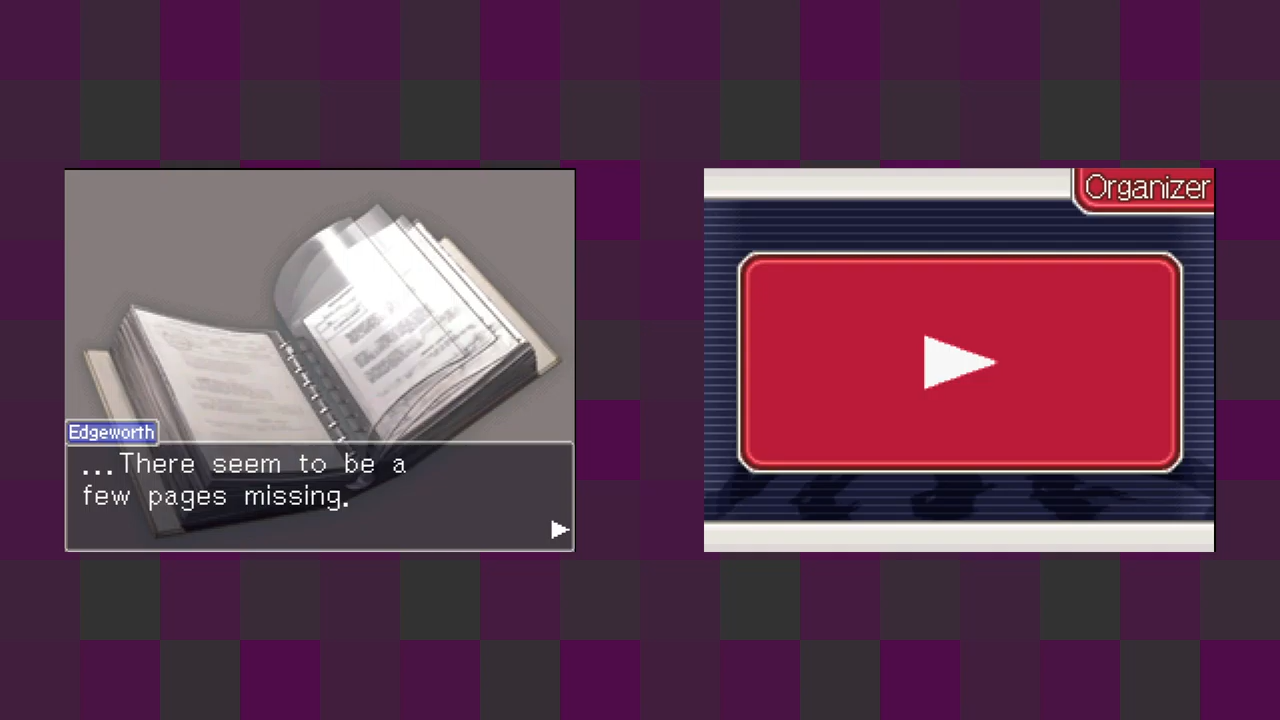 Organizer
Edgeworth
...There seem to be a
few pages missing.